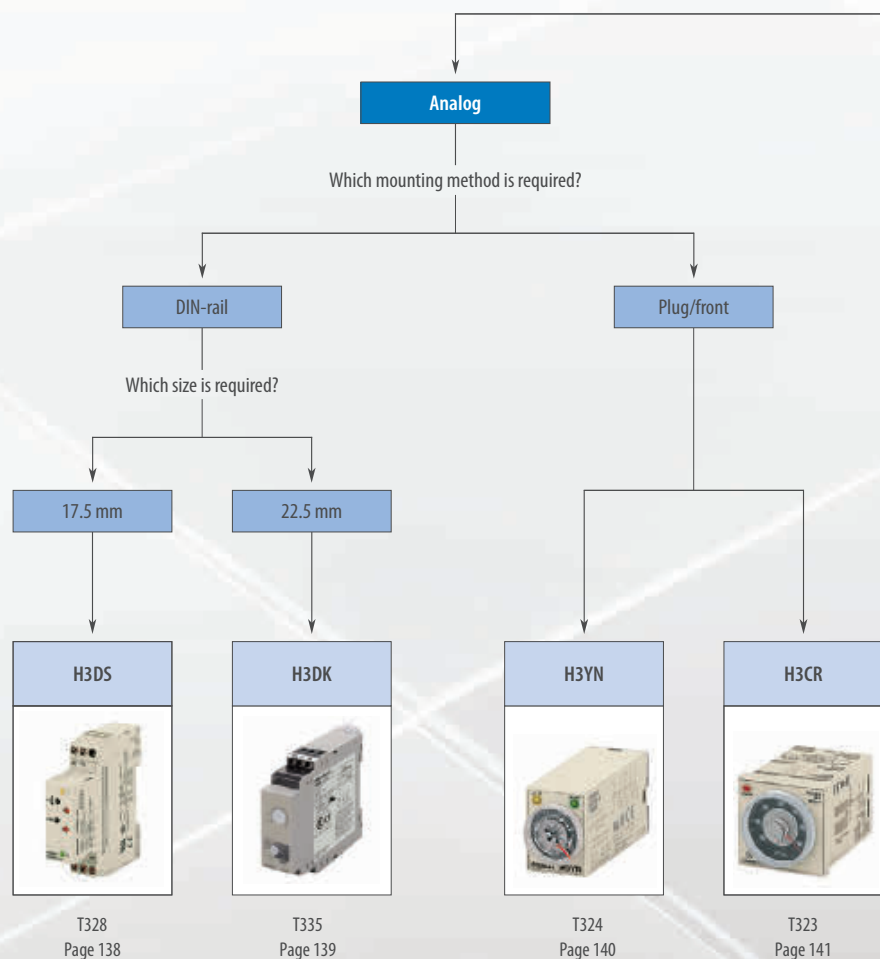 Analog
Which mounting method is required?
DIN-rail
Plug/front
Which size is required?
17.5 mm
22.5 mm
H3DS
H3DK
H3YN
H3CR
T328
Page 138
T335
Page 139
T324
Page 140
T323
Page 141